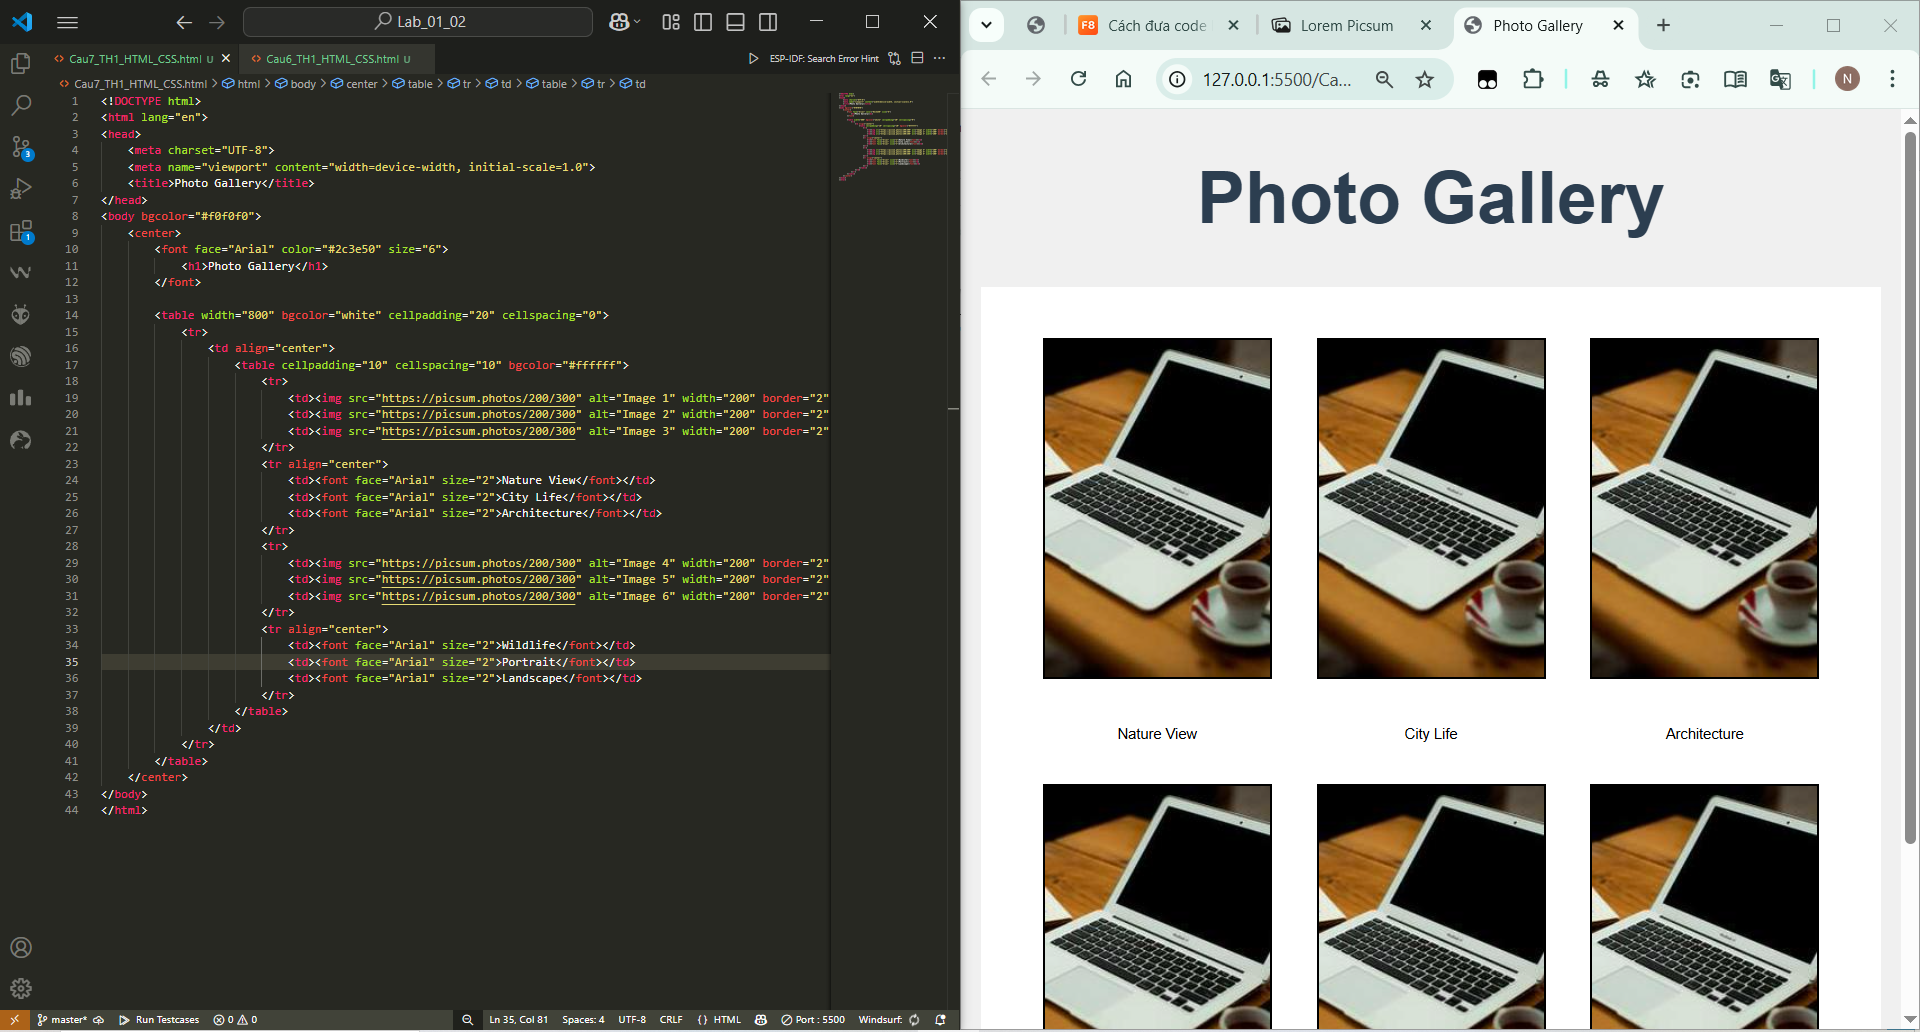 Lab_01_02
Cau7_TH1_HTML_CSS.html U
Cau6_TH1_HTML_CSS.html U
ESP-IDF: Search Error Hint
Cau7_TH1_HTML_CSS.html > html > body > center > table > tr > td > table > tr > td
1 <!DOCTYPE html>
2 <html lang="en">
3 <head>
4 <meta charset="UTF-8">
5 <meta name="viewport" content="width=device-width, initial-scale=1.0">
6 <title>Photo Gallery</title>
7 </head>
8 <body bgcolor="#f0f0f0">
9 <center>
10 <font face="Arial" color="#2c3e50" size="6">
11 <h1>Photo Gallery</h1>
12 </font>
13
14 <table width="800" bgcolor="white" cellpadding="20" cellspacing="0">
15 <tr>
16 <td align="center">
17 <table cellpadding="10" cellspacing="10" bgcolor="#ffffff">
18 <tr>
19 <td><img src="https://picsum.photos/200/300" alt="Image 1" width="200" border="2"
20 <td><img src="https://picsum.photos/200/300" alt="Image 2" width="200" border="2"
21 <td><img src="https://picsum.photos/200/300" alt="Image 3" width="200" border="2"
22 </tr>
23 <tr align="center">
24 <td><font face="Arial" size="2">Nature View</font></td>
25 <td><font face="Arial" size="2">City Life</font></td>
26 <td><font face="Arial" size="2">Architecture</font></td>
27 </tr>
28 <tr>
29 <td><img src="https://picsum.photos/200/300" alt="Image 4" width="200" border="2"
30 <td><img src="https://picsum.photos/200/300" alt="Image 5" width="200" border="2"
31 <td><img src="https://picsum.photos/200/300" alt="Image 6" width="200" border="2"
32 </tr>
33 <tr align="center">
34 <td><font face="Arial" size="2">Wildlife</font></td>
35 <td><font face="Arial" size="2">Portrait</font></td>
36 <td><font face="Arial" size="2">Landscape</font></td>
37 </tr>
38 </table>
39 </td>
40 </tr>
41 </table>
42 </center>
43 </body>
44 </html>
3
1
master* Run Testcases 0 0 Ln 35, Col 81 Spaces: 4 UTF-8 CRLF {} HTML Port : 5500 Windsurf:
F8 Cách đưa code
Lorem Picsum
Photo Gallery
127.0.0.1:5500/Ca...
N
Photo Gallery
Nature View
City Life
Architecture